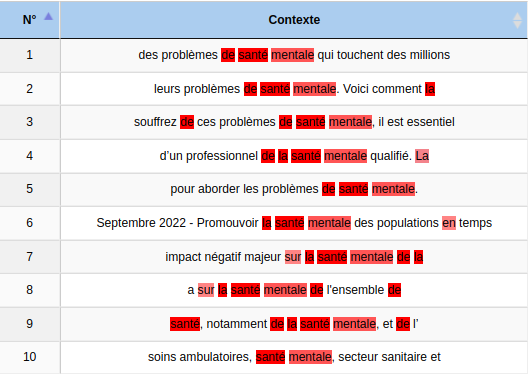 N° Contexte
1 des problèmes de santé mentale qui touchent des millions
2 leurs problèmes de santé mentale. Voici comment la
3 souffrez de ces problèmes de santé mentale, il est essentiel
4 d'un professionnel de la santé mentale qualifié. La
5 pour aborder les problèmes de santé mentale.
6 Septembre 2022 - Promouvoir la santé mentale des populations en temps
7 impact négatif majeur sur la santé mentale de la
8 a sur la santé mentale de l'ensemble de
9 santé, notamment de la santé mentale, et de l'
10 soins ambulatoires, santé mentale, secteur sanitaire et